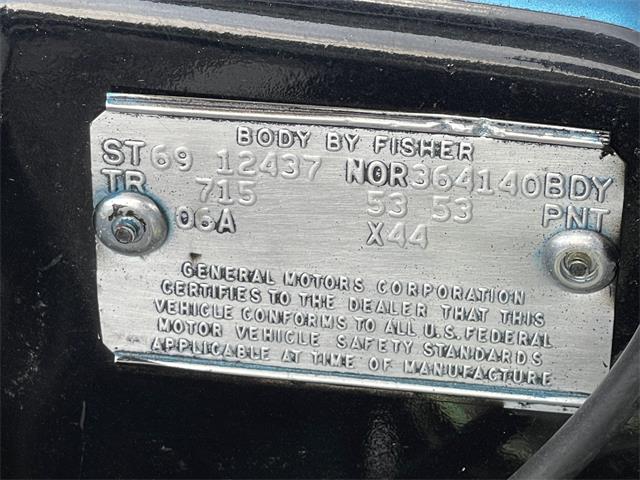 BODY BY FISHER
ST69 12437 NOR364140BDY
TR 715 53 53 PNT
06A X44
GENERAL MOTORS CORPORATION
CERTIFIES TO THE DEALER THAT THIS
VEHICLE CONFORMS TO ALL U.S. FEDERAL
MOTOR VEHICLE SAFETY STANDARDS
APPLICABLE AT TIME OF MANUFACTURE